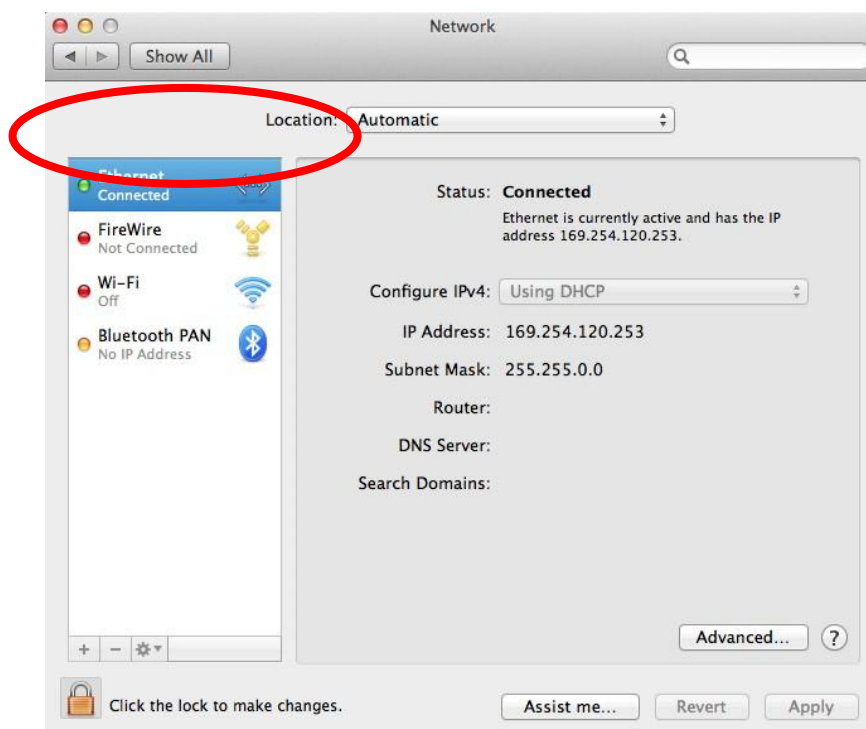 Network
Show All
Location: Automatic
Ethernet
Connected
FireWire
Not Connected
Wi-Fi
Off
Bluetooth PAN
No IP Address
Status: Connected
Ethernet is currently active and has the IP
address 169.254.120.253.
Configure IPv4: Using DHCP
IP Address: 169.254.120.253
Subnet Mask: 255.255.0.0
Router:
DNS Server:
Search Domains:
Advanced... ?
Click the lock to make changes.
Assist me... Revert Apply